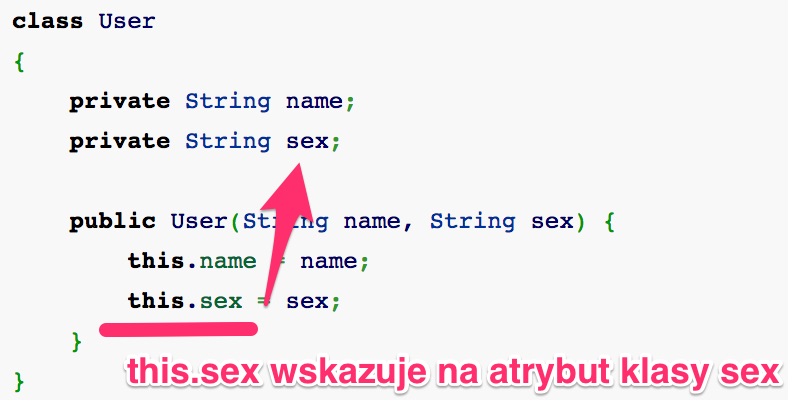 class User
{
private String name;
private String sex;
public User(String name, String sex) {
this.name = name;
this.sex = sex;
}
this.sex wskazuje na atrybut klasy sex
}